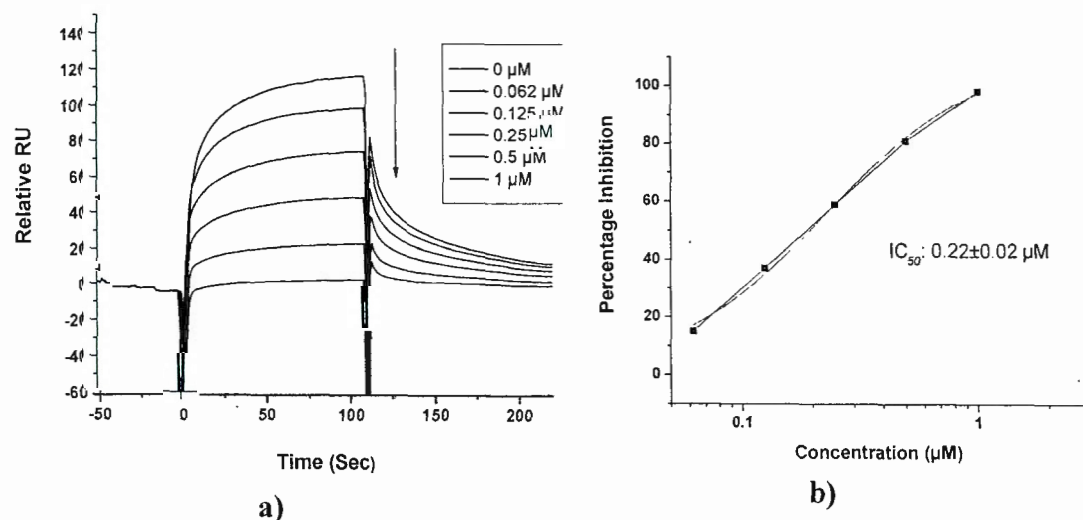 140
120
100
80
60
40
20
0
-20
-40
-60
-50
0
50
100
150
200
Relative RU
Time (Sec)
0 µM
0.062 µM
0.125 µM
0.25 µM
0.5 µM
1 µM
a)
100
80
60
40
20
0
0.1
1
Percentage Inhibition
Concentration (µM)
IC50: 0.22±0.02 µM
b)